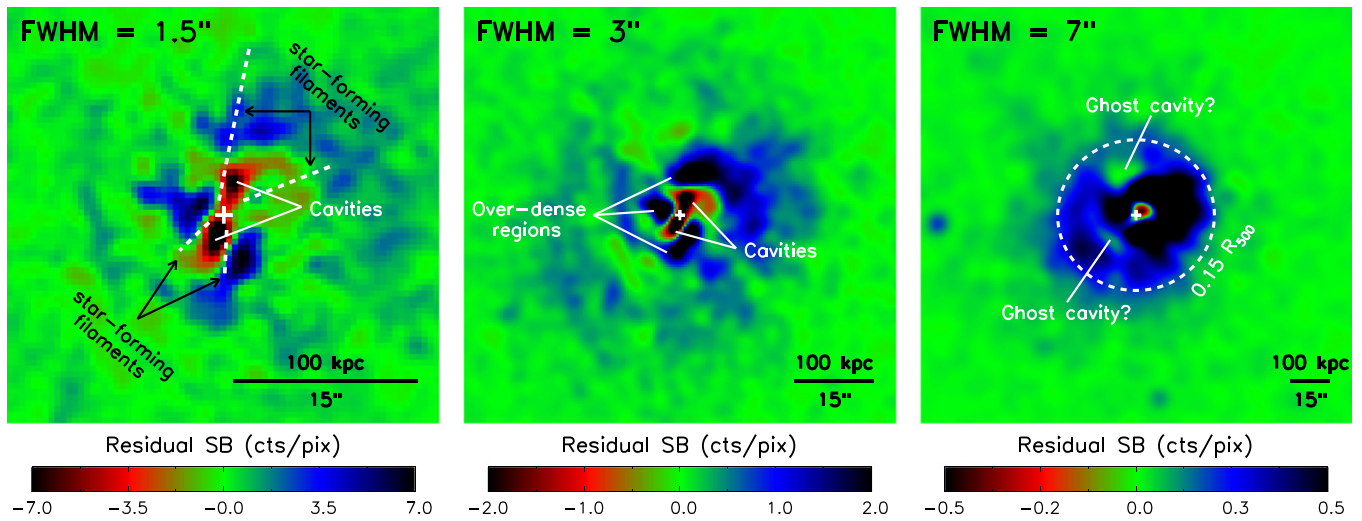 FWHM = 1.5"
star-forming
filaments
Cavities
star-forming
filaments
100 kpc
15"
Residual SB (cts/pix)
-7.0 -3.5 -0.0 3.5 7.0
FWHM = 3"
Over-dense
regions
Cavities
100 kpc
15"
Residual SB (cts/pix)
-2.0 -1.0 0.0 1.0 2.0
FWHM = 7"
Ghost cavity?
Ghost cavity?
0.15 R500
100 kpc
15"
Residual SB (cts/pix)
-0.5 -0.2 0.0 0.3 0.5